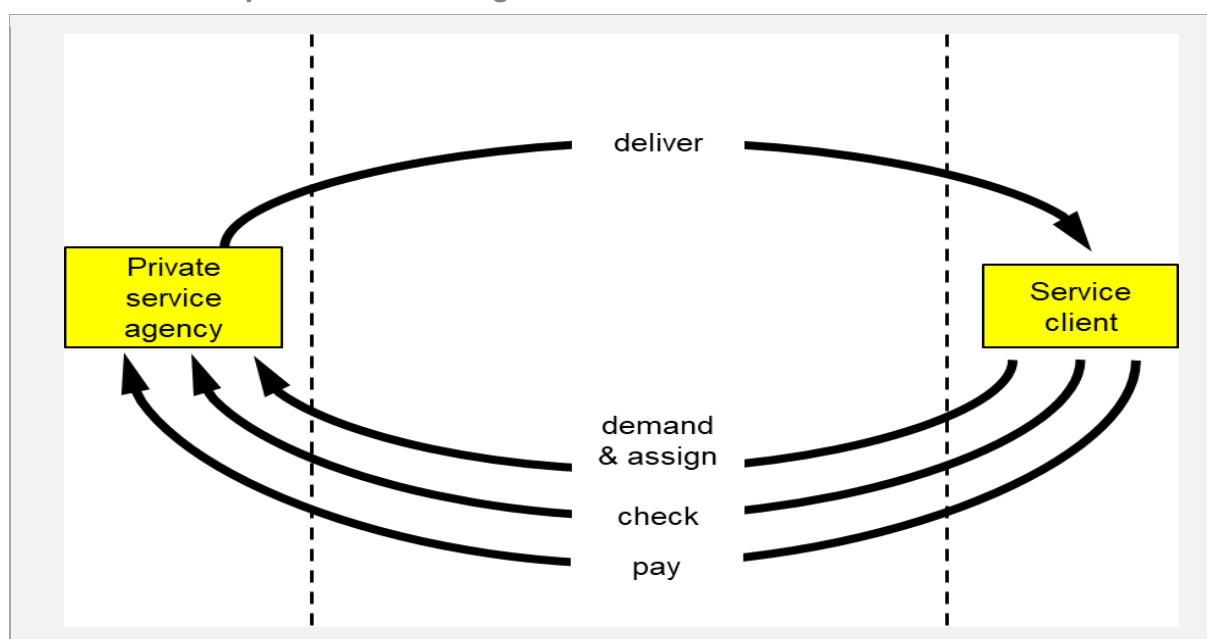 deliver
Private
service
agency
Service
client
demand
& assign
check
pay